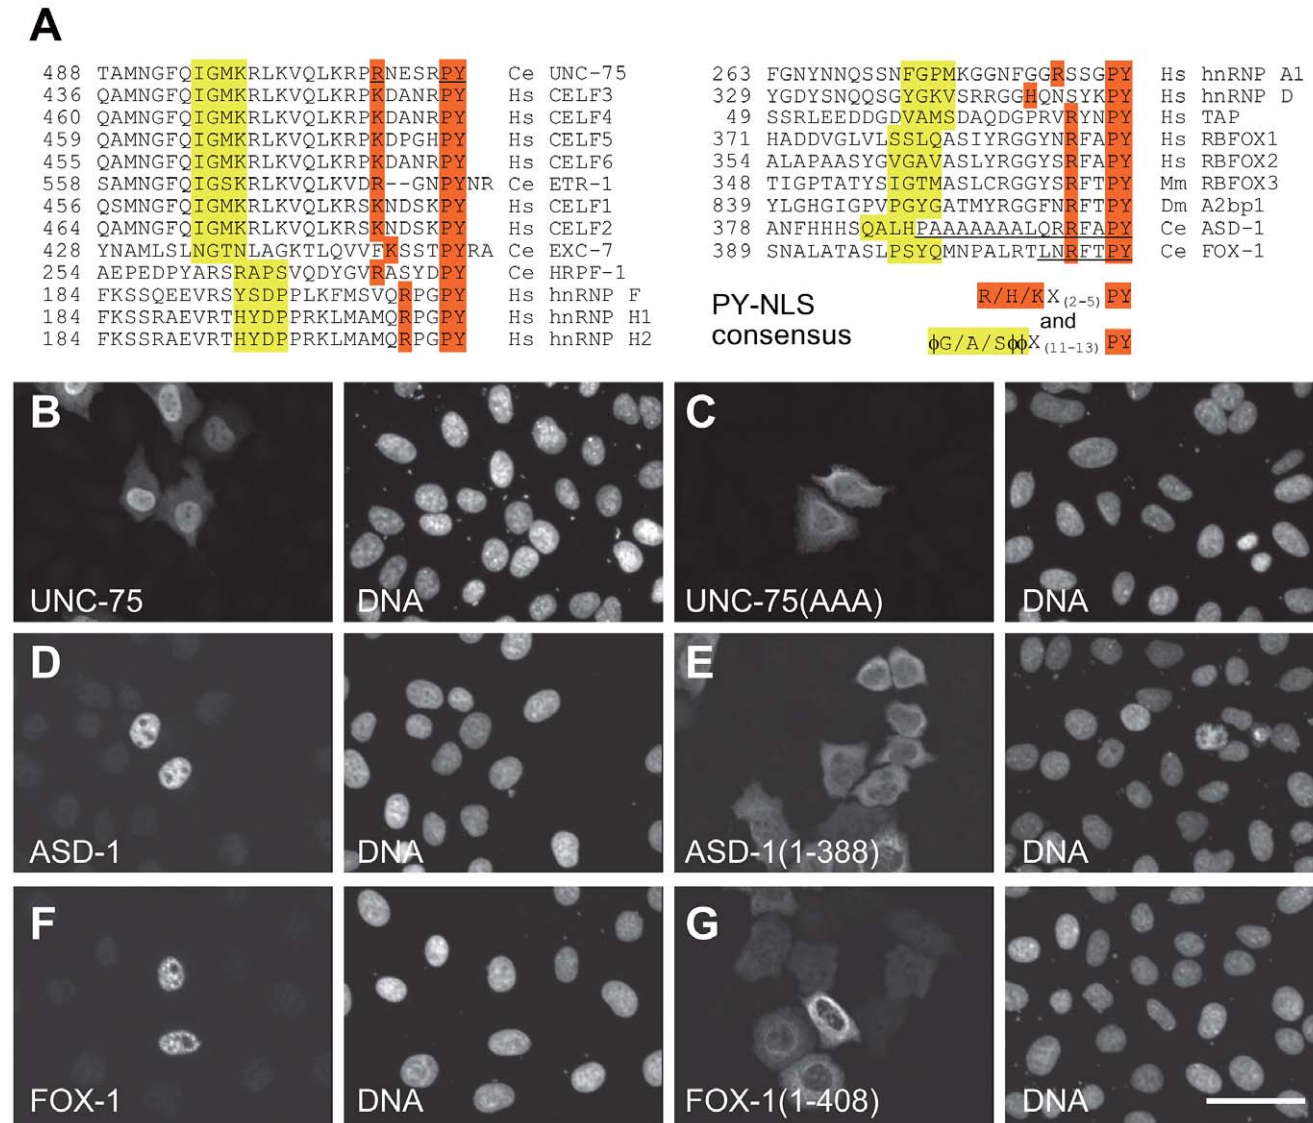 A
488 TAMNGFQIGMKRLKVQLKRPRNESRPY Ce UNC-75
436 QAMNGFQIGMKRLKVQLKRPKDANRPY Hs CELF3
460 QAMNGFQIGMKRLKVQLKRPKDANRPY Hs CELF4
459 QAMNGFQIGMKRLKVQLKRPKDPGHPY Hs CELF5
455 QAMNGFQIGMKRLKVQLKRPKDANRPY Hs CELF6
558 SAMNGFQIGSKRLKVQLKVDR--GNPYNR Ce ETR-1
456 QSMNGFQIGMKRLKVQLKRSKNDSKPY Hs CELF1
464 QAMNGFQIGMKRLKVQLKRSKNDSKPY Hs CELF2
428 YNAMLSLNGTNLAGKTLQVVFKSSTPYRA Ce EXC-7
254 AEPEDPYARSRAPSVQDYGVRASYDPY Ce HRPF-1
184 FKSSQEEVRSYSDPPLKFMSVQRPGPY Hs hnRNP F
184 FKSSRAEVRTHYDPPRKLMAMQRPGPY Hs hnRNP H1
184 FKSSRAEVRTHYDPPRKLMAMQRPGPY Hs hnRNP H2
263 FGNYNNQSSNFGPMKGGNFGGRSSGPY Hs hnRNP A1
329 YGDYSNQQSGYGKVSRRGGHQNSYKPY Hs hnRNP D
49 SSRLEEDDGDVAMSDAQDGPRVRYNPY Hs TAP
371 HADDVGLVLSSLQASIYRGGYNRFAPY Hs RBFOX1
354 ALAPAASYGVGAVASLYRGGYSRFAPY Hs RBFOX2
348 TIGPTATYSIGTMASLCRGGYSRFTPY Mm RBFOX3
839 YLGHGIGPVPGYGATMYRGGFNRFTPY Dm A2bp1
378 ANFHHHSQALHPAAAAAAALQRRFAPY Ce ASD-1
389 SNALATASLPSYQMNPALRTLNRFTPY Ce FOX-1
PY-NLS consensus
R/H/KX(2-5)PY
and
ϕG/A/SϕϕX(11-13)PY
B
UNC-75
DNA
C
UNC-75(AAA)
DNA
D
ASD-1
DNA
E
ASD-1(1-388)
DNA
F
FOX-1
DNA
G
FOX-1(1-408)
DNA